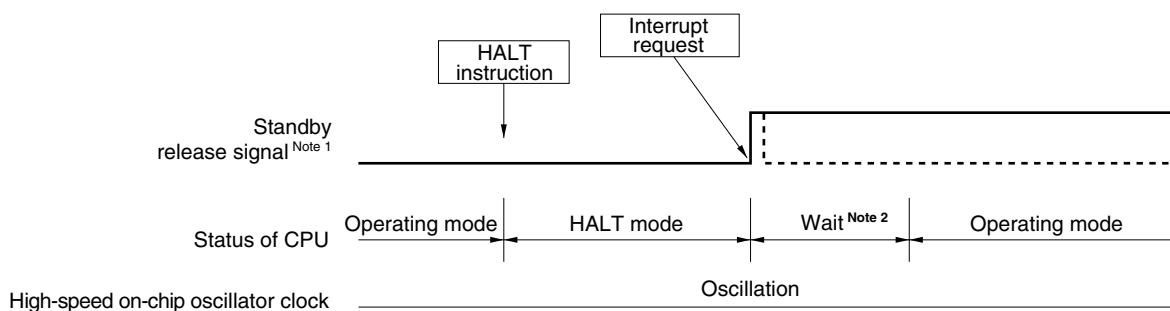 HALT
instruction
Interrupt
request
Standby
release signal Note 1
Status of CPU
Operating mode
HALT mode
Wait Note 2
Operating mode
High-speed on-chip oscillator clock
Oscillation